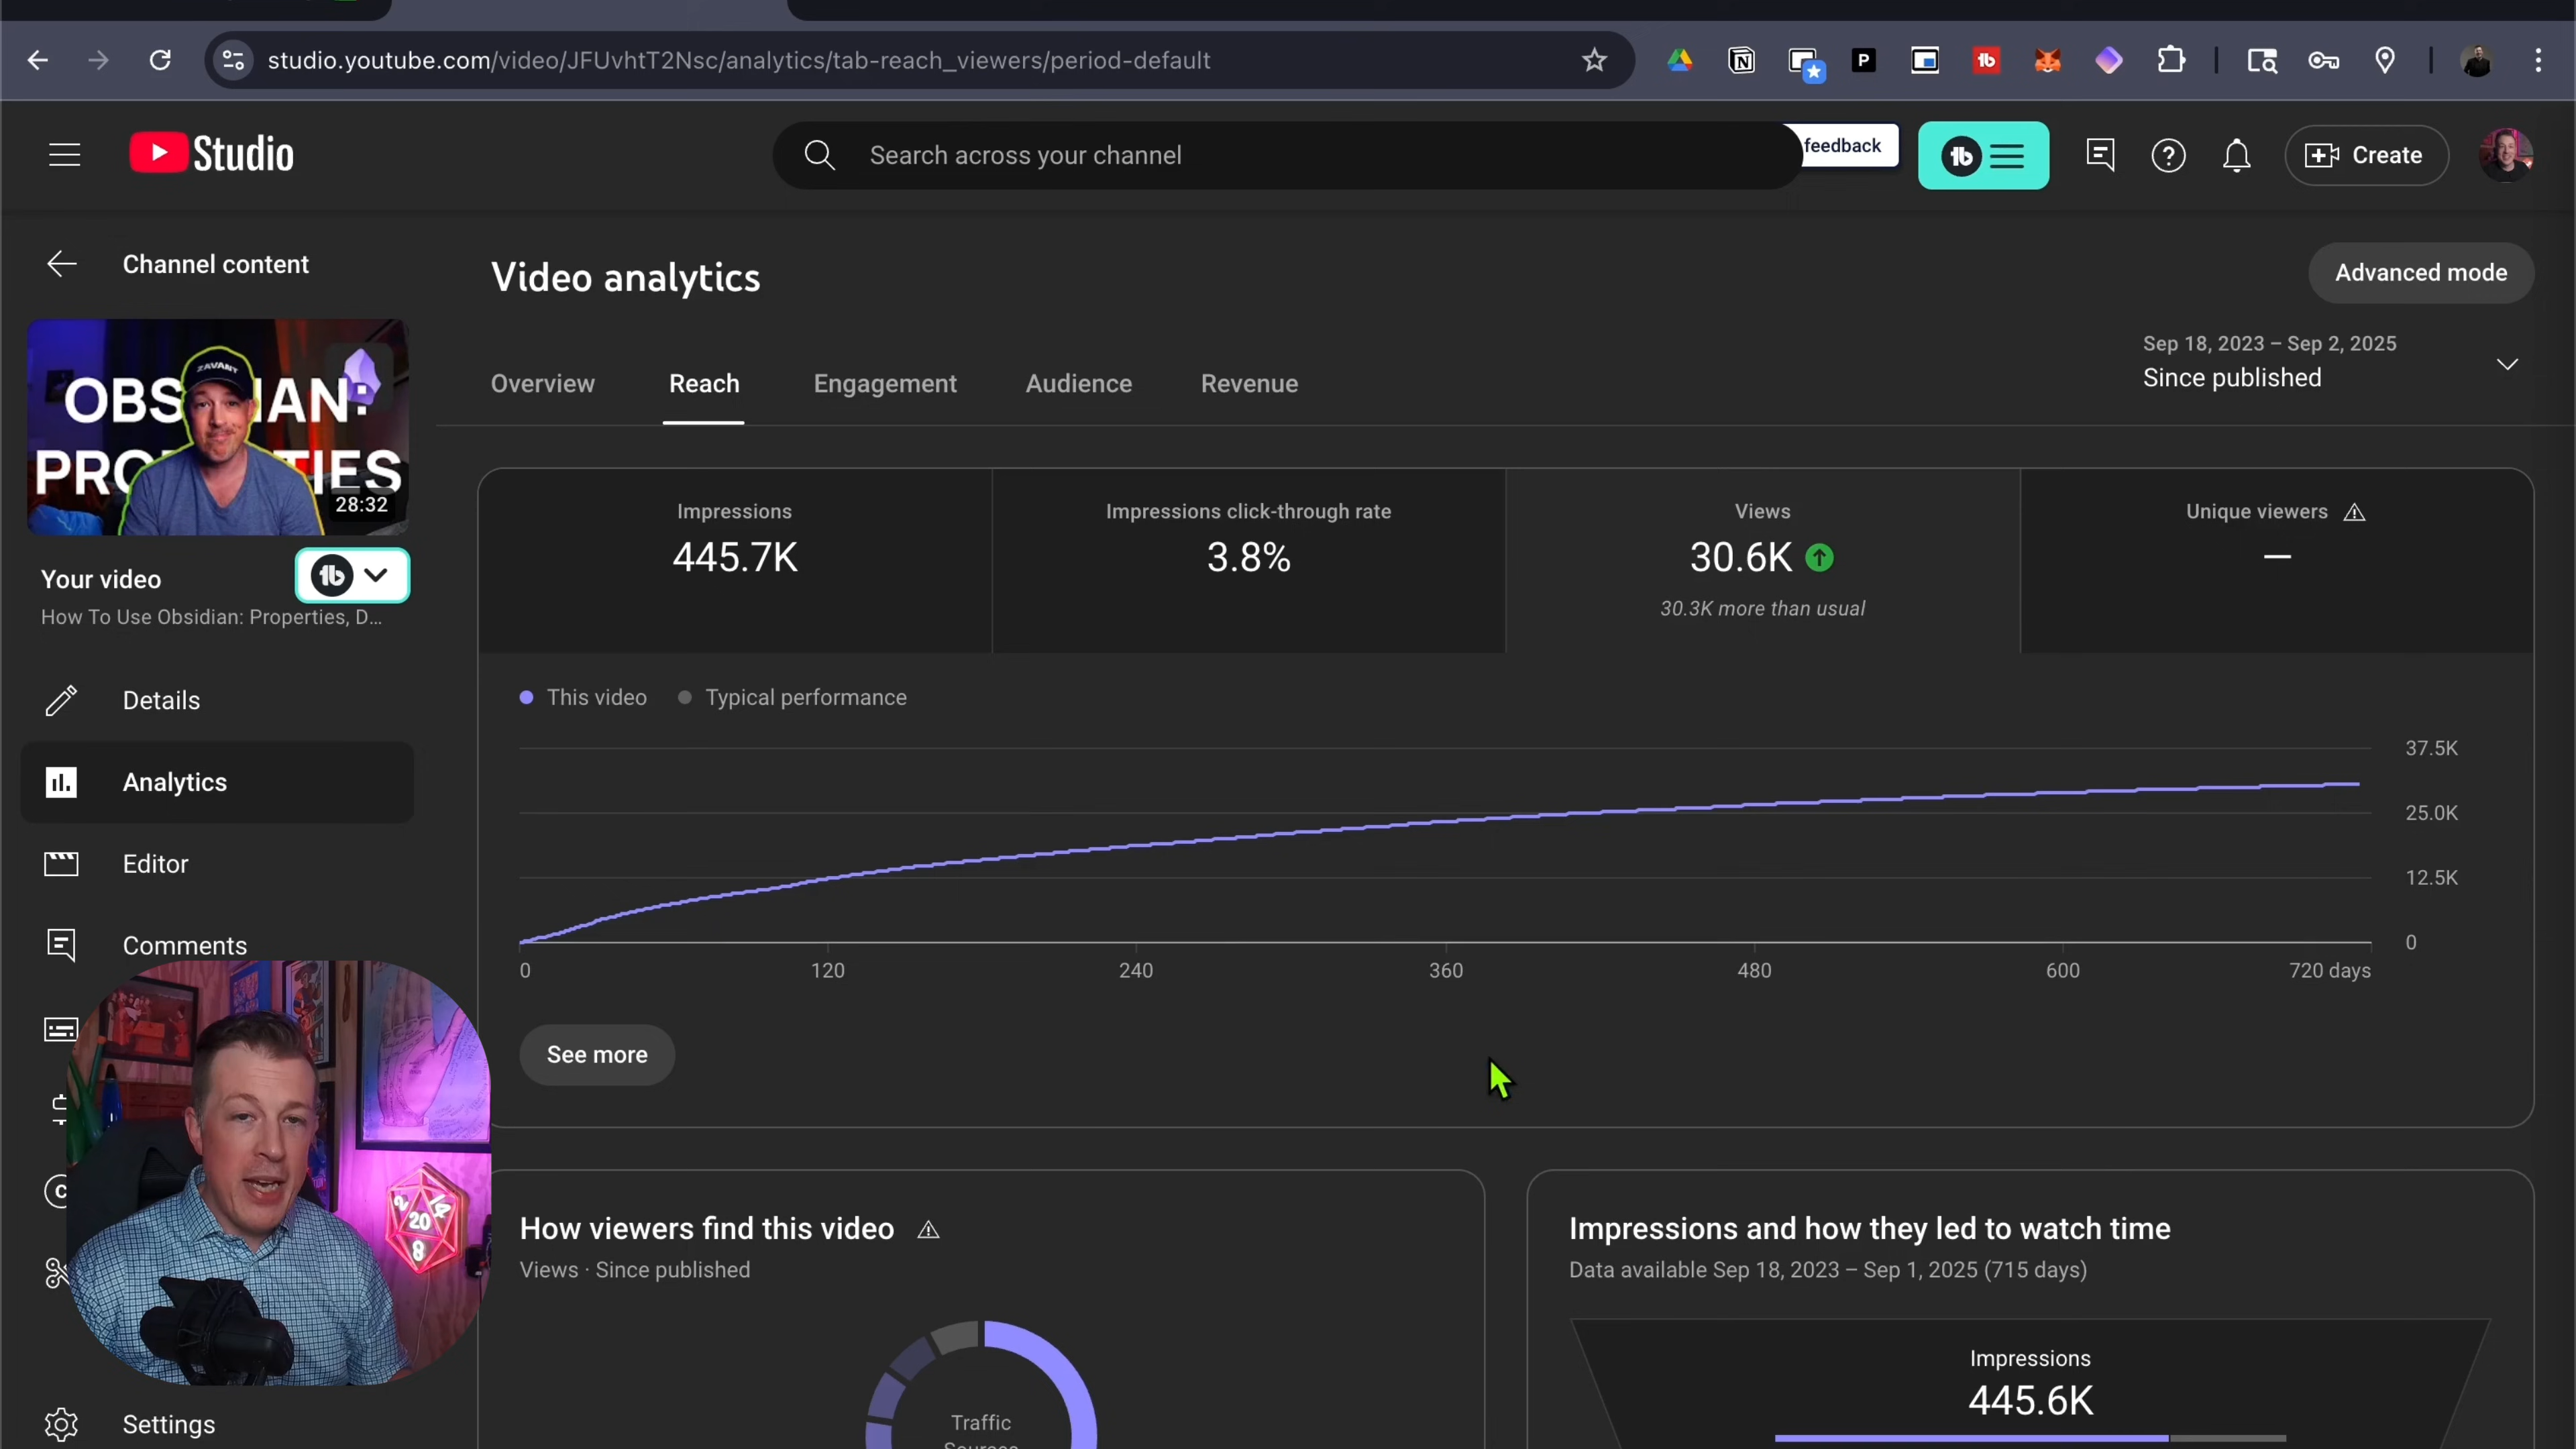 studio.youtube.com/video/JFUvhtT2Nsc/analytics/tab-reach_viewers/period-default
Studio
Search across your channel
feedback
Create
Channel content
Video analytics
Advanced mode
Overview
Reach
Engagement
Audience
Revenue
Sep 18, 2023 – Sep 2, 2025
Since published
ZAVANT
28:32
Your video
How To Use Obsidian: Properties, D...
Details
Analytics
Editor
Comments
Settings
Impressions
445.7K
Impressions click-through rate
3.8%
Views
30.6K
30.3K more than usual
Unique viewers
—
This video
Typical performance
37.5K
25.0K
12.5K
0
0 120 240 360 480 600 720 days
See more
How viewers find this video
Views · Since published
Traffic
Impressions and how they led to watch time
Data available Sep 18, 2023 – Sep 1, 2025 (715 days)
Impressions
445.6K
20
8